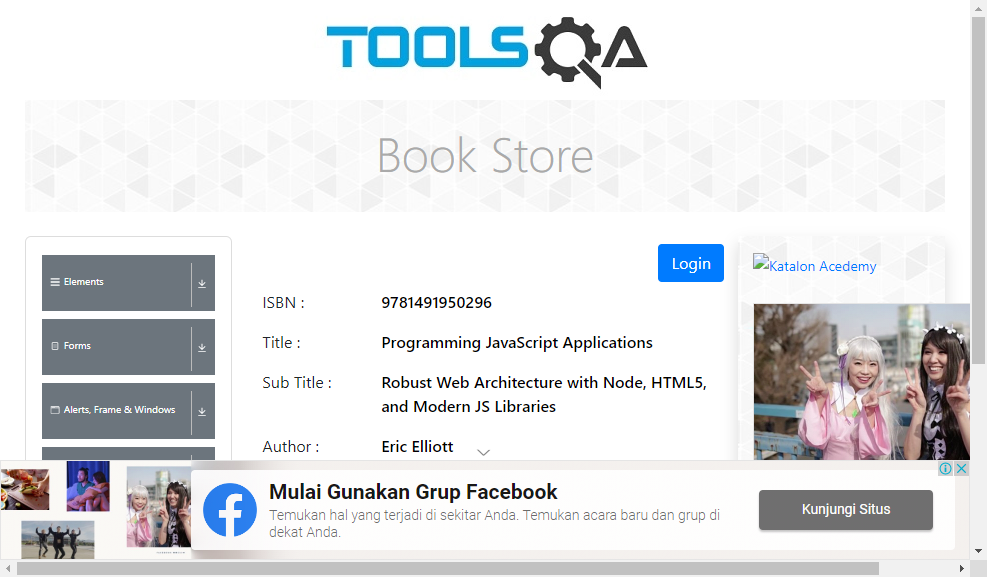 TOOLSQA
Book Store
Login
Elements
Forms
Alerts, Frame & Windows
ISBN : 9781491950296
Title : Programming JavaScript Applications
Sub Title : Robust Web Architecture with Node, HTML5,
and Modern JS Libraries
Author : Eric Elliott
Katalon Acedemy
Mulai Gunakan Grup Facebook
Temukan hal yang terjadi di sekitar Anda. Temukan acara baru dan grup di
dekat Anda.
Kunjungi Situs